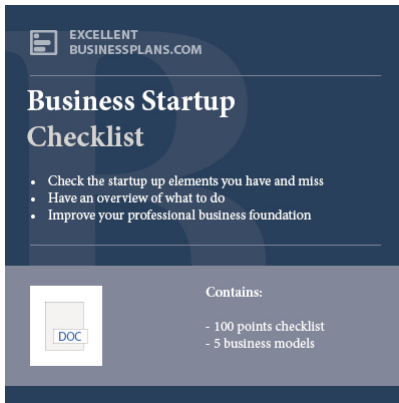 EXCELLENT
BUSINESSPLANS.COM
Business Startup
Checklist
• Check the startup up elements you have and miss
• Have an overview of what to do
• Improve your professional business foundation
Contains:
- 100 points checklist
- 5 business models
DOC